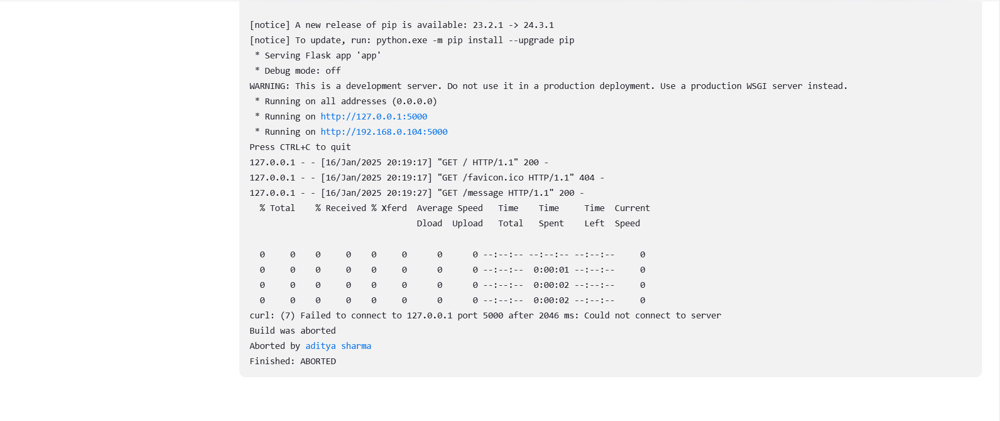 [notice] A new release of pip is available: 23.2.1 -> 24.3.1
[notice] To update, run: python.exe -m pip install --upgrade pip
 * Serving Flask app 'app'
 * Debug mode: off
WARNING: This is a development server. Do not use it in a production deployment. Use a production WSGI server instead.
 * Running on all addresses (0.0.0.0)
 * Running on http://127.0.0.1:5000
 * Running on http://192.168.0.104:5000
Press CTRL+C to quit
127.0.0.1 - - [16/Jan/2025 20:19:17] "GET / HTTP/1.1" 200 -
127.0.0.1 - - [16/Jan/2025 20:19:17] "GET /favicon.ico HTTP/1.1" 404 -
127.0.0.1 - - [16/Jan/2025 20:19:27] "GET /message HTTP/1.1" 200 -
  % Total    % Received % Xferd  Average Speed   Time    Time     Time  Current
                                 Dload  Upload   Total   Spent    Left  Speed
  0     0    0     0    0     0      0      0 --:--:-- --:--:-- --:--:--     0
  0     0    0     0    0     0      0      0 --:--:--  0:00:01 --:--:--     0
  0     0    0     0    0     0      0      0 --:--:--  0:00:02 --:--:--     0
  0     0    0     0    0     0      0      0 --:--:--  0:00:02 --:--:--     0
curl: (7) Failed to connect to 127.0.0.1 port 5000 after 2046 ms: Could not connect to server
Build was aborted
Aborted by aditya sharma
Finished: ABORTED